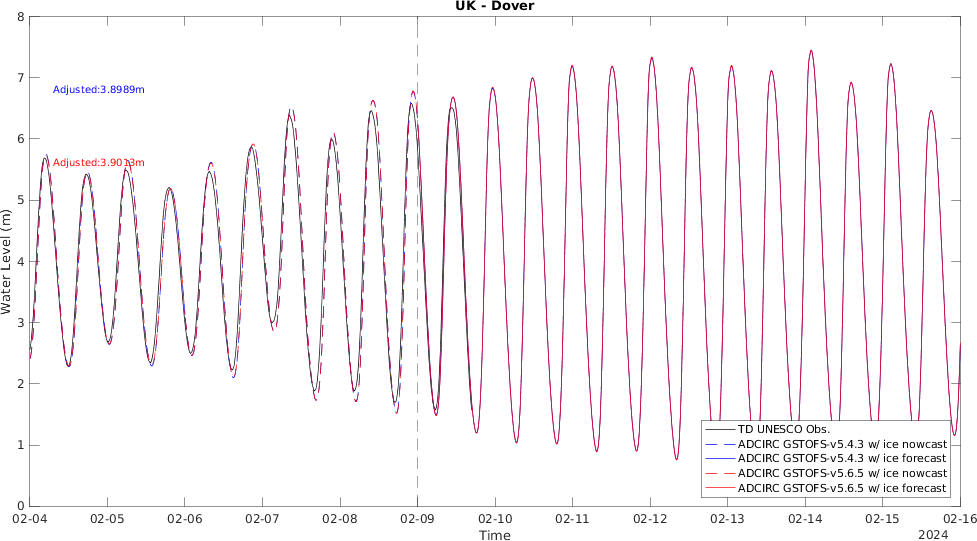 UK - Dover
8
7
6
5
4
3
2
1
0
Water Level (m)
Adjusted:3.8989m
Adjusted:3.9013m
TD UNESCO Obs.
ADCIRC GSTOFS-v5.4.3 w/ ice nowcast
ADCIRC GSTOFS-v5.4.3 w/ ice forecast
ADCIRC GSTOFS-v5.6.5 w/ ice nowcast
ADCIRC GSTOFS-v5.6.5 w/ ice forecast
02-04 02-05 02-06 02-07 02-08 02-09 02-10 02-11 02-12 02-13 02-14 02-15 02-16
Time
2024